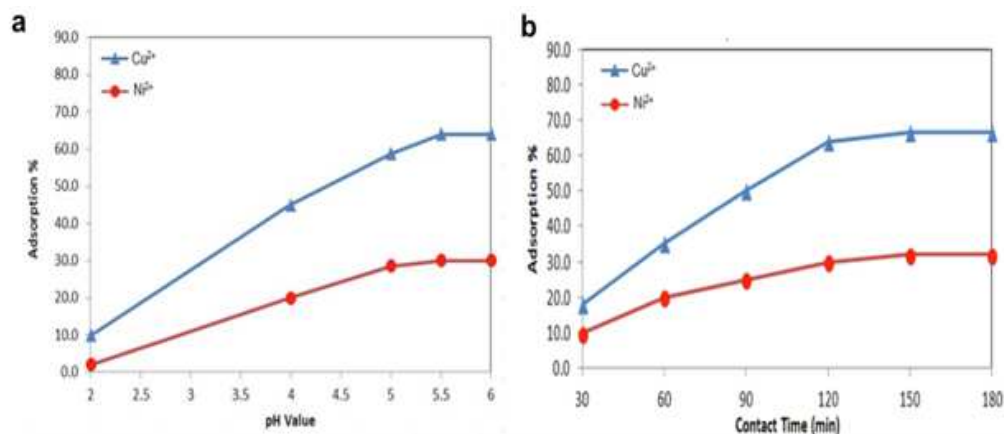 a
90.0
80.0
70.0
60.0
50.0
40.0
30.0
20.0
10.0
0.0
Adsorption %
Cu²⁺
Ni²⁺
2 2.5 3 3.5 4 4.5 5 5.5 6
pH Value
b
90.0
80.0
70.0
60.0
50.0
40.0
30.0
20.0
10.0
0.0
Adsorption %
Cu²⁺
Ni²⁺
30 60 90 120 150 180
Contact Time (min)